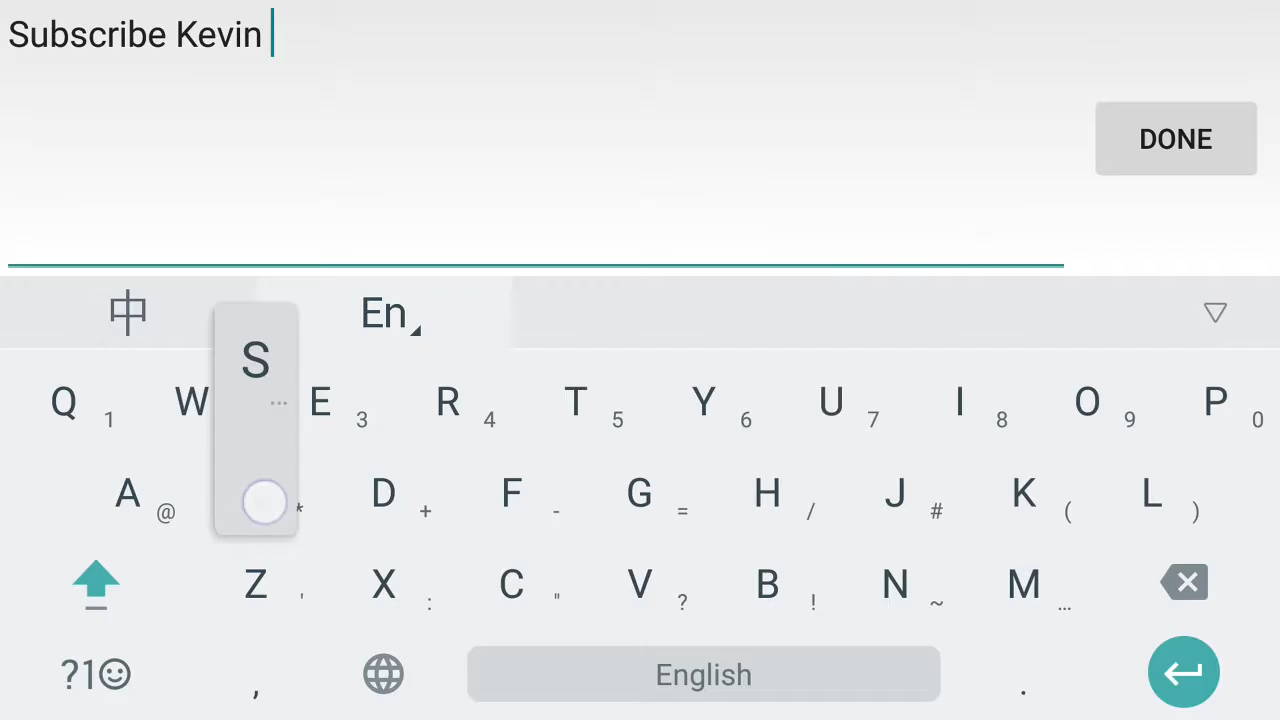 Subscribe Kevin
DONE
中 En
S
...
Q 1 W E 3 R 4 T 5 Y 6 U 7 I 8 O 9 P 0
A @ * D + F - G = H / J # K ( L )
Z ' X : C " V ? B ! N ~ M ...
?1☺ , English .